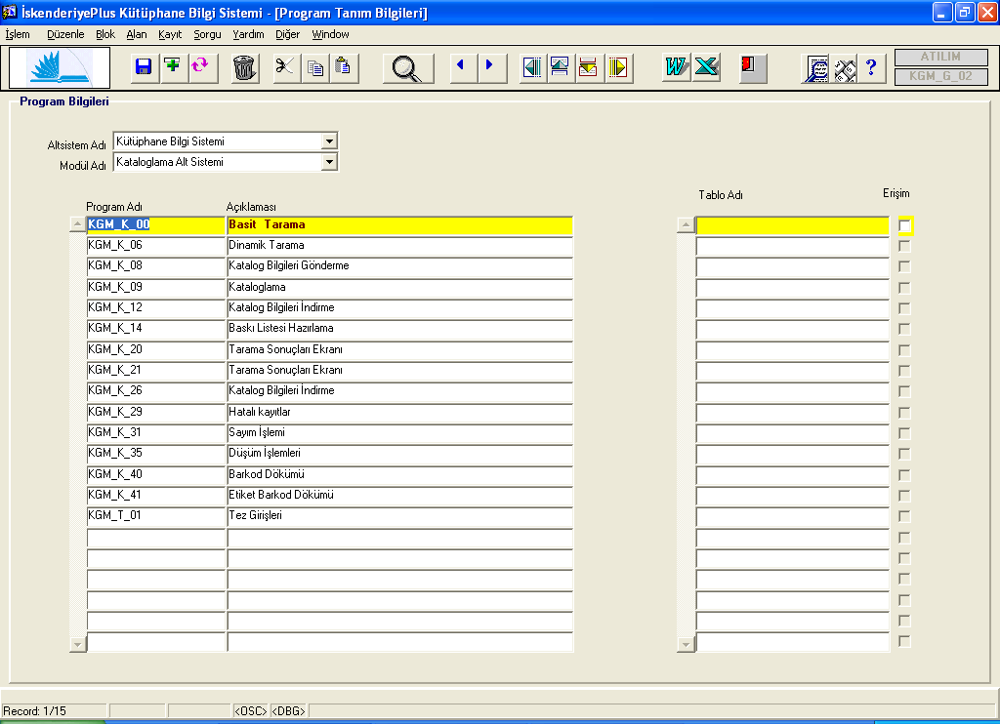 İskenderiyePlus Kütüphane Bilgi Sistemi - [Program Tanım Bilgileri]
İşlem Düzenle Blok Alan Kayıt Sorgu Yardım Diğer Window
ATILIM
KGM_G_02
Program Bilgileri
Altsistem Adı Kütüphane Bilgi Sistemi
Modül Adı Kataloglama Alt Sistemi
Program Adı Açıklaması Tablo Adı Erişim
KGM_K_00 Basit Tarama
KGM_K_06 Dinamik Tarama
KGM_K_08 Katalog Bilgileri Gönderme
KGM_K_09 Kataloglama
KGM_K_12 Katalog Bilgileri İndirme
KGM_K_14 Baskı Listesi Hazırlama
KGM_K_20 Tarama Sonuçları Ekranı
KGM_K_21 Tarama Sonuçları Ekranı
KGM_K_26 Katalog Bilgileri İndirme
KGM_K_29 Hatalı kayıtlar
KGM_K_31 Sayım İşlemi
KGM_K_35 Düşüm İşlemleri
KGM_K_40 Barkod Dökümü
KGM_K_41 Etiket Barkod Dökümü
KGM_T_01 Tez Girişleri
Record: 1/15 <OSC> <DBG>